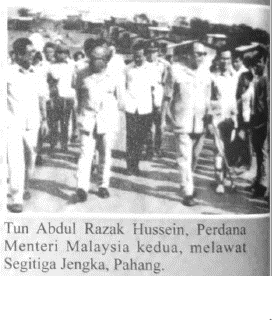 Tun Abdul Razak Hussein, Perdana
Menteri Malaysia kedua, melawat
Segitiga Jengka, Pahang.